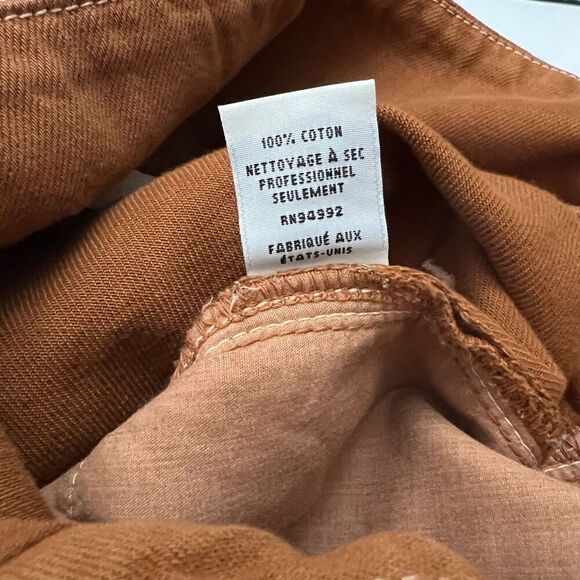 100% COTON
NETTOYAGE À SEC
PROFESSIONNEL
SEULEMENT
RN94992
FABRIQUÉ AUX
ÉTATS-UNIS